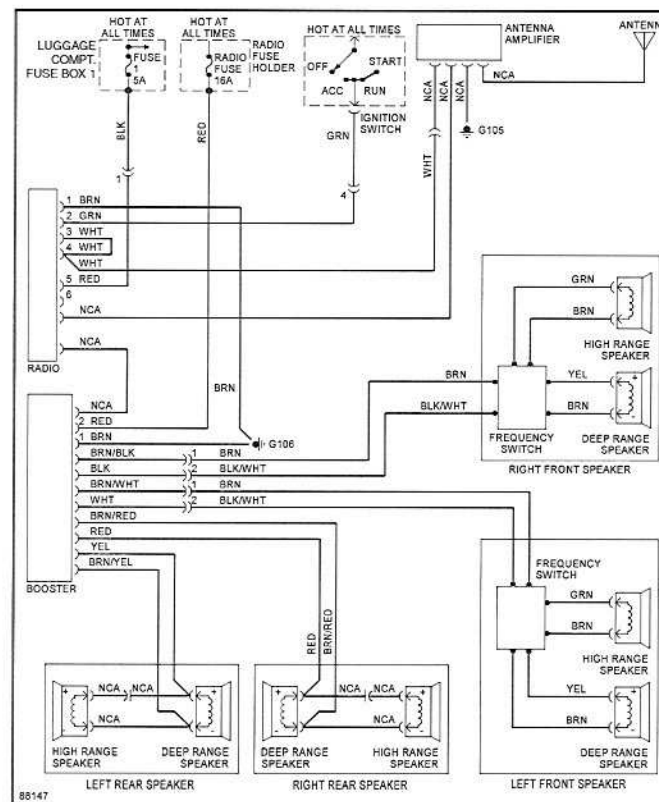 HOT AT ALL TIMES
LUGGAGE COMPT. FUSE BOX 1
FUSE 1 5A
HOT AT ALL TIMES
RADIO FUSE 16A
RADIO FUSE HOLDER
HOT AT ALL TIMES
OFF
START
ACC
RUN
IGNITION SWITCH
ANTENNA AMPLIFIER
ANTENN
NCA
NCA
NCA
NCA
G105
BLK
RED
GRN
WHT
1
4
1 BRN
2 GRN
3 WHT
4 WHT
WHT
5 RED
6
NCA
NCA
RADIO
BRN
G106
NCA
2 RED
1 BRN
BRN/BLK 1 BRN
BLK 2 BLK/WHT
BRN/WHT 1 BRN
WHT 2 BLK/WHT
BRN/RED
RED
YEL
BRN/YEL
BOOSTER
BRN
BLK/WHT
GRN
BRN
HIGH RANGE SPEAKER
YEL
BRN
+
-
DEEP RANGE SPEAKER
FREQUENCY SWITCH
RIGHT FRONT SPEAKER
FREQUENCY SWITCH
GRN
BRN
HIGH RANGE SPEAKER
YEL
BRN
+
-
DEEP RANGE SPEAKER
LEFT FRONT SPEAKER
RED
BRN/RED
+
-
NCA NCA
NCA
+
-
HIGH RANGE SPEAKER
DEEP RANGE SPEAKER
LEFT REAR SPEAKER
+
-
NCA NCA
NCA
+
-
DEEP RANGE SPEAKER
HIGH RANGE SPEAKER
RIGHT REAR SPEAKER
88147